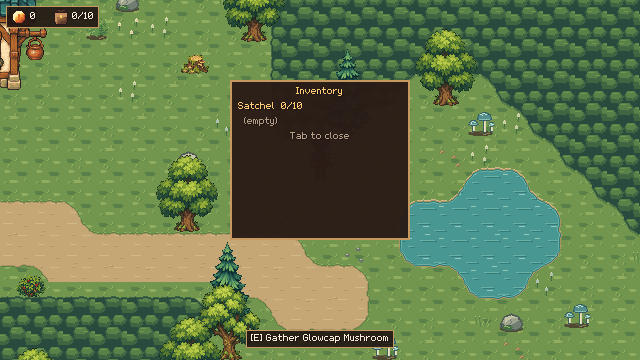 0 0/10
Inventory
Satchel 0/10
(empty)
Tab to close
[E] Gather Glowcap Mushroom